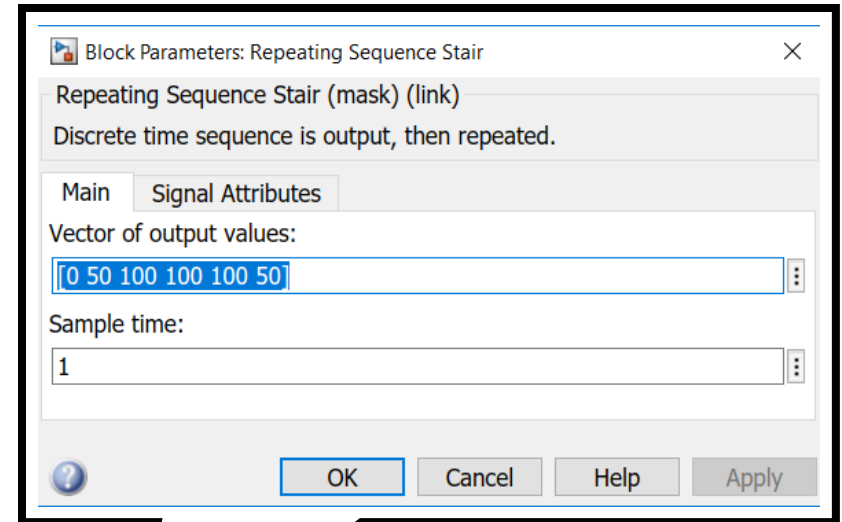 Block Parameters: Repeating Sequence Stair
Repeating Sequence Stair (mask) (link)
Discrete time sequence is output, then repeated.
Main Signal Attributes
Vector of output values:
[0 50 100 100 100 50]
Sample time:
1
OK Cancel Help Apply